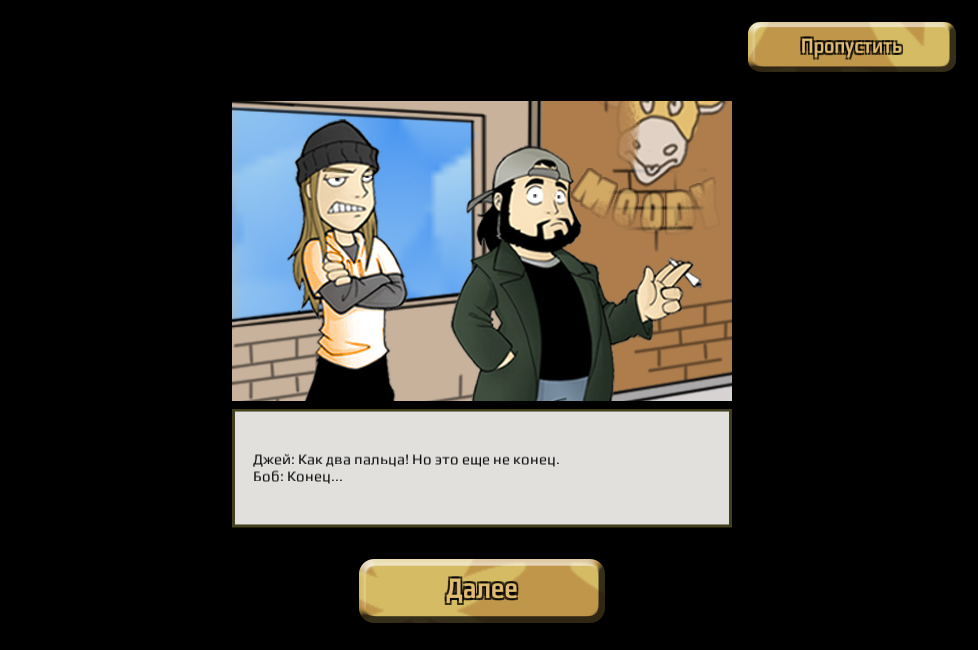 Пропустить
MOODY
Джей: Как два пальца! Но это еще не конец.
Боб: Конец...
Далее